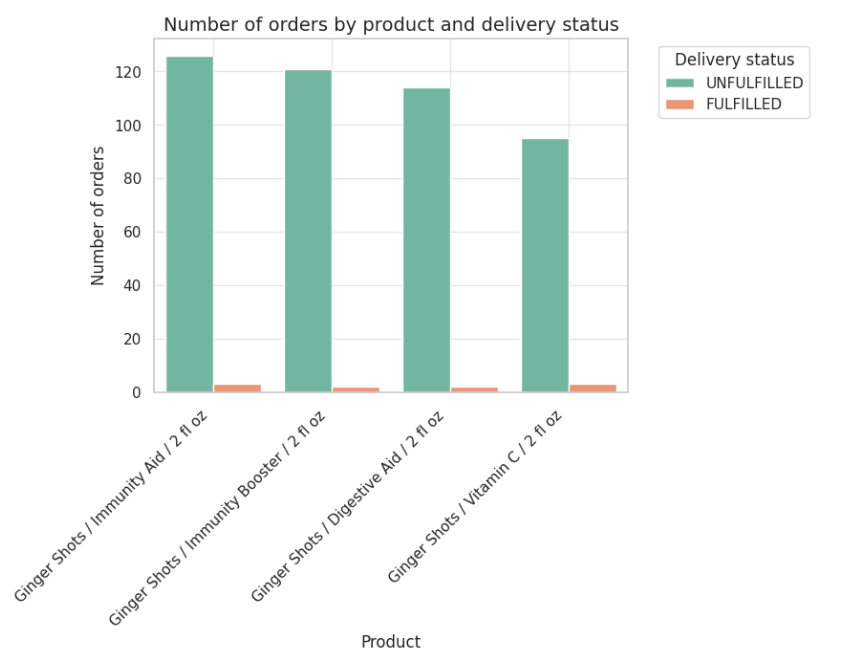 Number of orders by product and delivery status
Number of orders
120
100
80
60
40
20
0
Ginger Shots / Immunity Aid / 2 fl oz
Ginger Shots / Immunity Booster / 2 fl oz
Ginger Shots / Digestive Aid / 2 fl oz
Ginger Shots / Vitamin C / 2 fl oz
Product
Delivery status
UNFULFILLED
FULFILLED